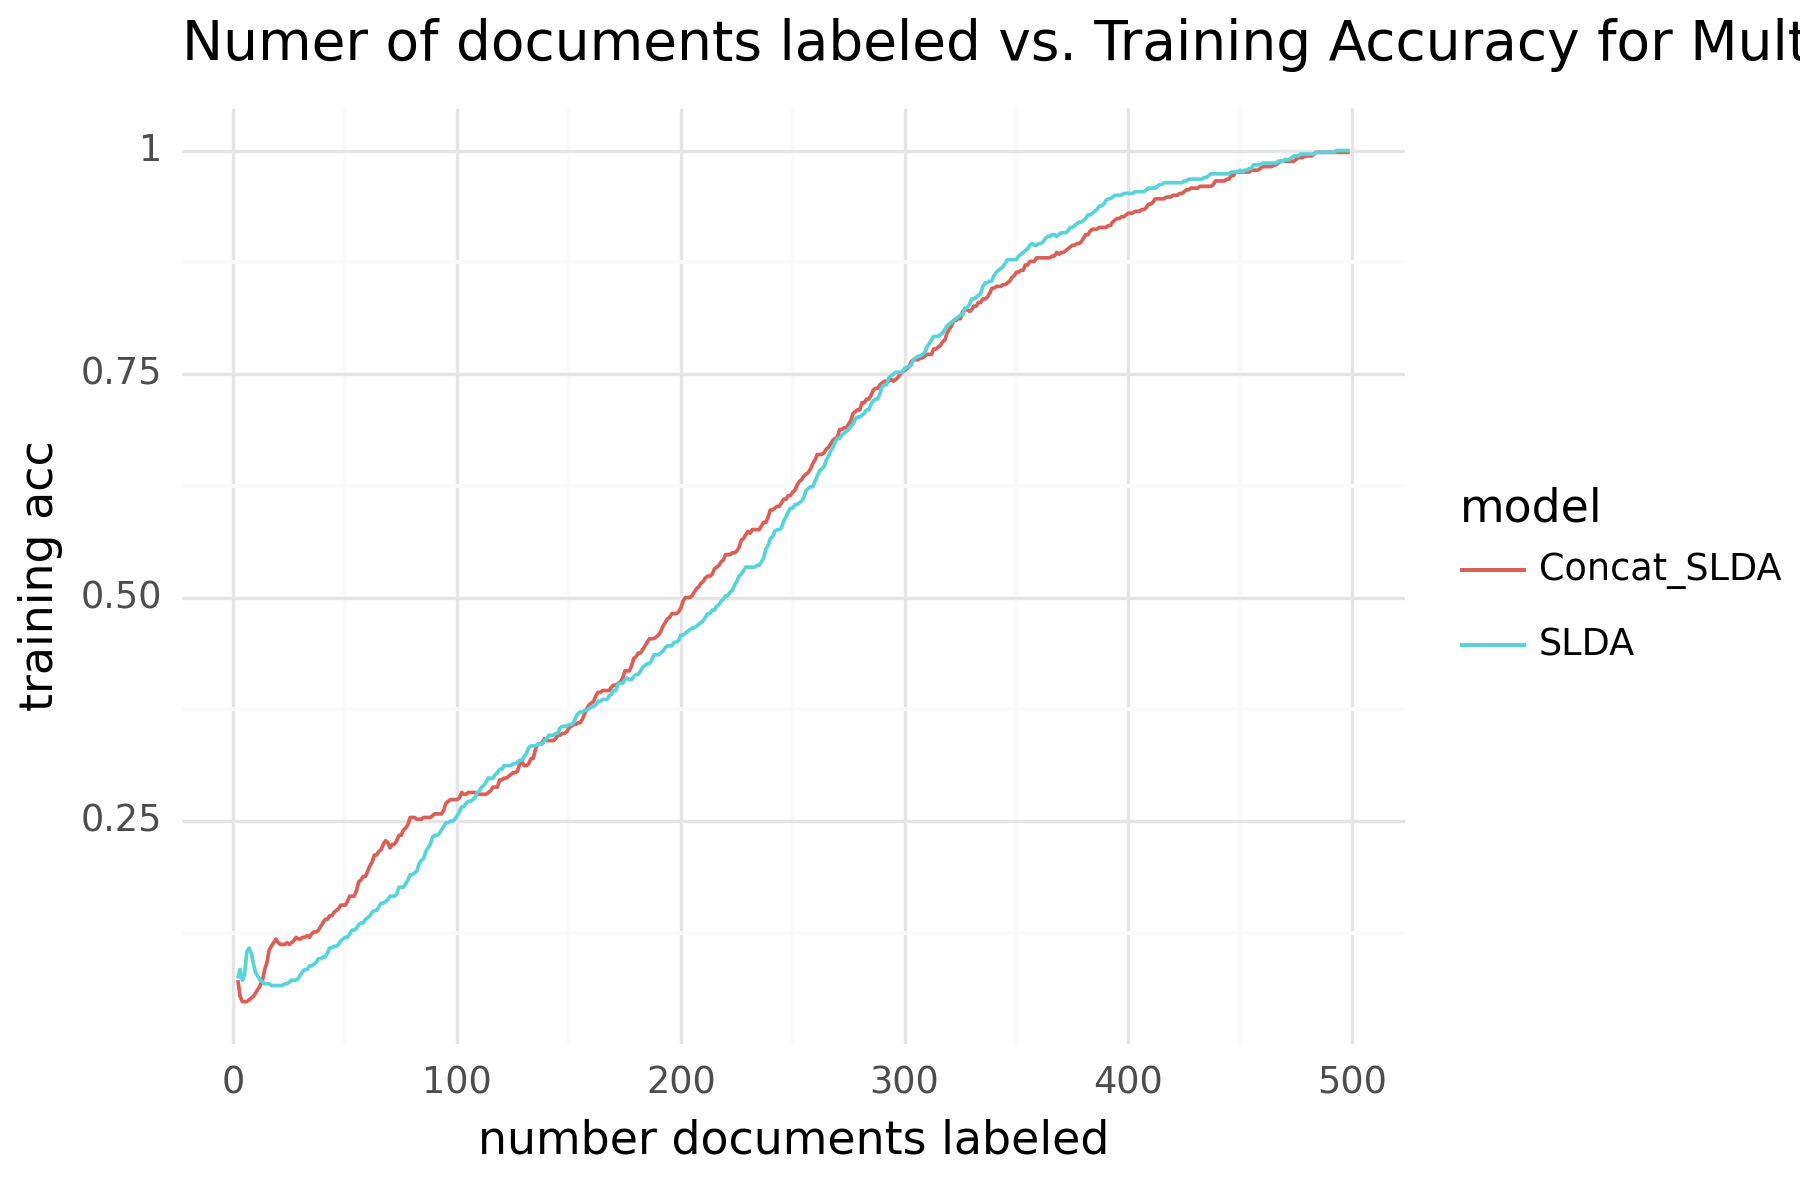 Numer of documents labeled vs. Training Accuracy for Mult
1
0.75
0.50
0.25
training acc
0
100
200
300
400
500
number documents labeled
model
Concat_SLDA
SLDA